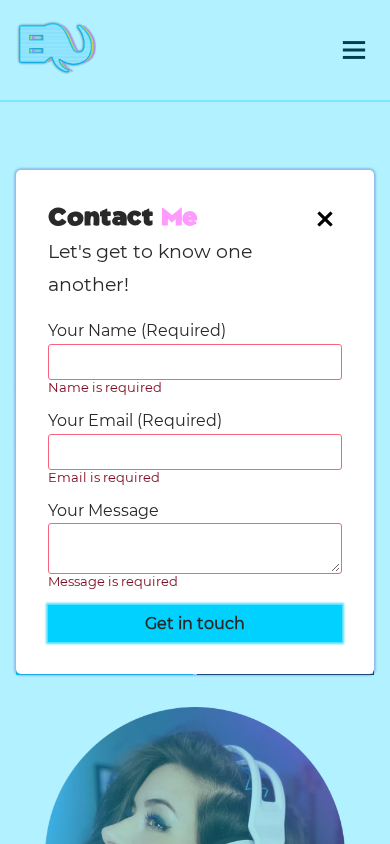 Contact Me
Let's get to know one
another!
Your Name (Required)
Name is required
Your Email (Required)
Email is required
Your Message
Message is required
Get in touch